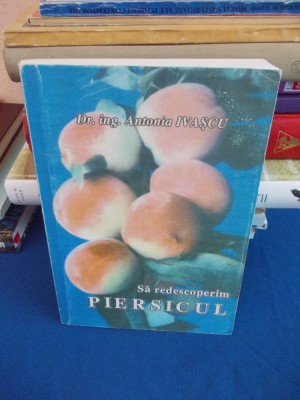 Dr. ing. Antonia IVAȘCU
Să redescoperim
PIERSICUL